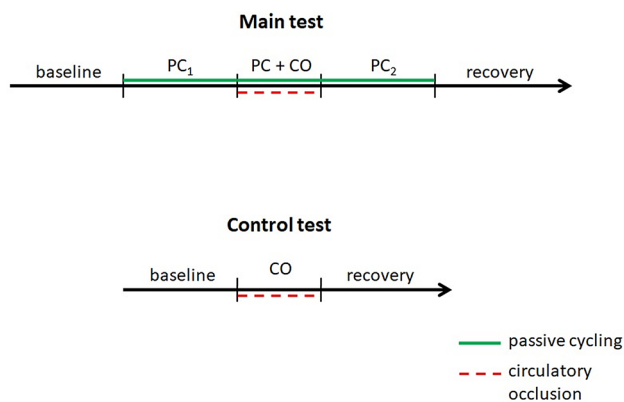 Main test
baseline PC₁ PC + CO PC₂ recovery
Control test
baseline CO recovery
passive cycling
circulatory
occlusion